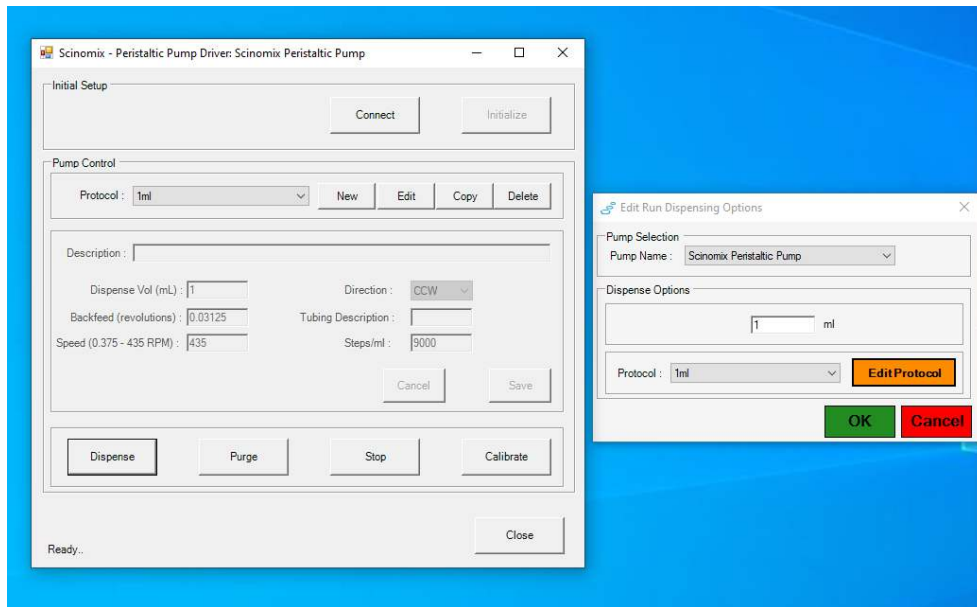 Scinomix - Peristaltic Pump Driver: Scinomix Peristaltic Pump
Initial Setup
Connect
Initialize
Pump Control
Protocol : 1ml
New
Edit
Copy
Delete
Description :
Dispense Vol (mL) : 1
Direction : CCW
Backfeed (revolutions) : 0.03125
Tubing Description :
Speed (0.375 - 435 RPM) : 435
Steps/ml : 9000
Cancel
Save
Dispense
Purge
Stop
Calibrate
Close
Ready..
Edit Run Dispensing Options
Pump Selection
Pump Name : Scinomix Peristaltic Pump
Dispense Options
1 ml
Protocol : 1ml
Edit Protocol
OK
Cancel